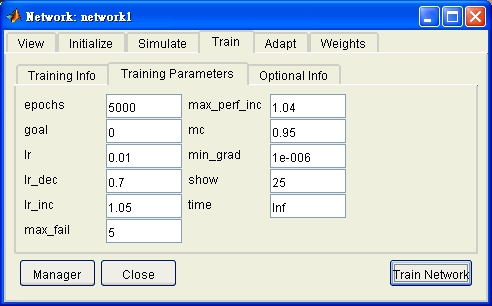 Network: network1
View Initialize Simulate Train Adapt Weights
Training Info Training Parameters Optional Info
epochs 5000 max_perf_inc 1.04
goal 0 mc 0.95
lr 0.01 min_grad 1e-006
lr_dec 0.7 show 25
lr_inc 1.05 time Inf
max_fail 5
Manager Close Train Network